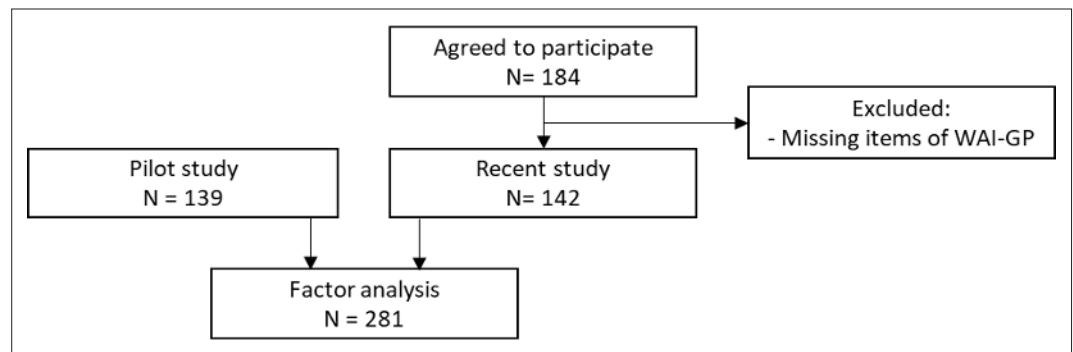 Agreed to participate
N= 184
Excluded:
- Missing items of WAI-GP
Pilot study
N = 139
Recent study
N= 142
Factor analysis
N = 281